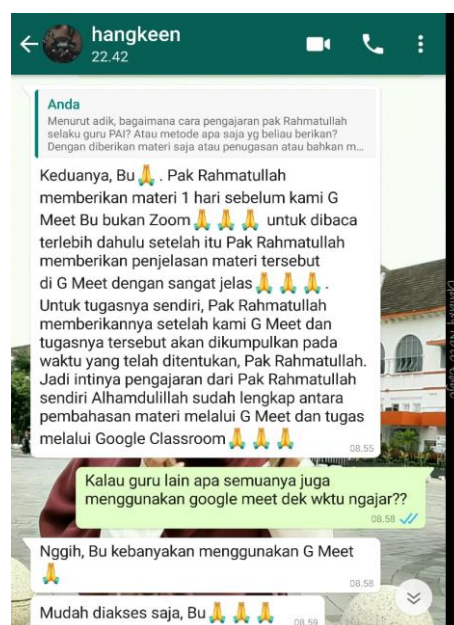 hangkeen
22.42
Anda
Menurut adik, bagaimana cara pengajaran pak Rahmatullah
selaku guru PAI? Atau metode apa saja yg beliau berikan?
Dengan diberikan materi saja atau penugasan atau bahkan m...
Keduanya, Bu🙏. Pak Rahmatullah
memberikan materi 1 hari sebelum kami G
Meet Bu bukan Zoom🙏🙏🙏 untuk dibaca
terlebih dahulu setelah itu Pak Rahmatullah
memberikan penjelasan materi tersebut
di G Meet dengan sangat jelas🙏🙏🙏.
Untuk tugasnya sendiri, Pak Rahmatullah
memberikannya setelah kami G Meet dan
tugasnya tersebut akan dikumpulkan pada
waktu yang telah ditentukan, Pak Rahmatullah.
Jadi intinya pengajaran dari Pak Rahmatullah
sendiri Alhamdulillah sudah lengkap antara
pembahasan materi melalui G Meet dan tugas
melalui Google Classroom🙏🙏🙏
08.55
Kalau guru lain apa semuanya juga
menggunakan google meet dek wktu ngajar??
08.58
Nggih, Bu kebanyakan menggunakan G Meet
🙏
08.58
Mudah diakses saja, Bu🙏🙏🙏
08.59